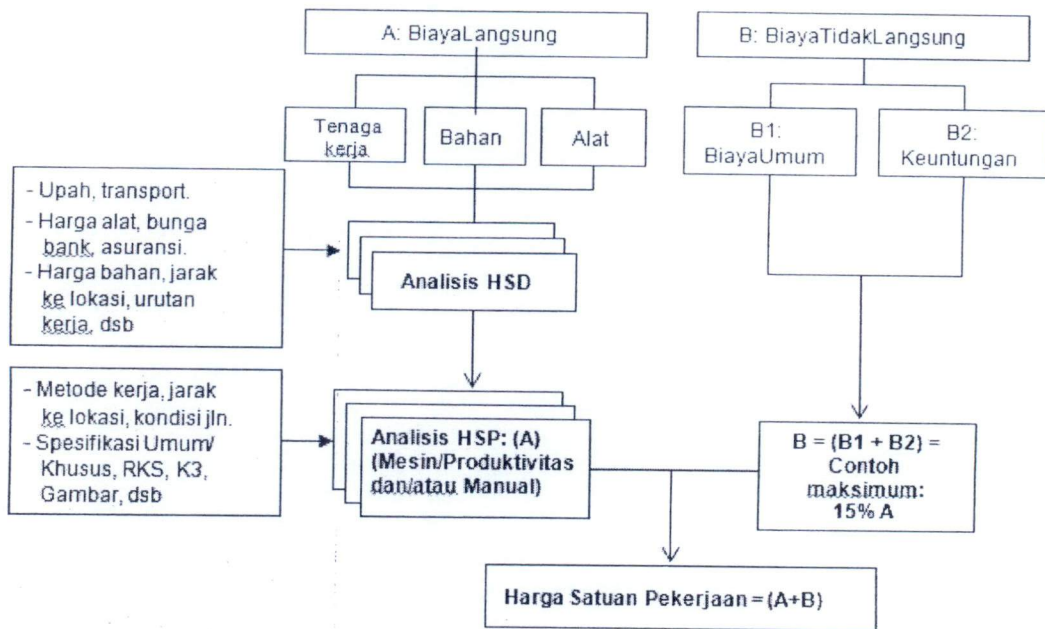 A: BiayaLangsung
B: BiayaTidakLangsung
Tenaga
kerja
Bahan
Alat
B1:
BiayaUmum
B2:
Keuntungan
- Upah, transport.
- Harga alat, bunga
bank, asuransi.
- Harga bahan, jarak
ke lokasi, urutan
kerja, dsb
Analisis HSD
- Metode kerja, jarak
ke lokasi, kondisi jln.
- Spesifikasi Umum/
Khusus, RKS, K3,
Gambar, dsb
Analisis HSP: (A)
(Mesin/Produktivitas
dan/atau Manual)
B = (B1 + B2) =
Contoh
maksimum:
15% A
Harga Satuan Pekerjaan = (A+B)